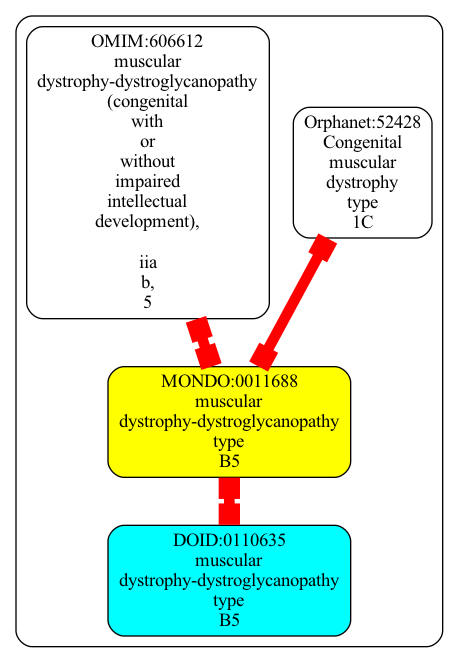 OMIM:606612
muscular
dystrophy-dystroglycanopathy
(congenital
with
or
without
impaired
intellectual
development),
iia
b,
5
Orphanet:52428
Congenital
muscular
dystrophy
type
1C
MONDO:0011688
muscular
dystrophy-dystroglycanopathy
type
B5
DOID:0110635
muscular
dystrophy-dystroglycanopathy
type
B5